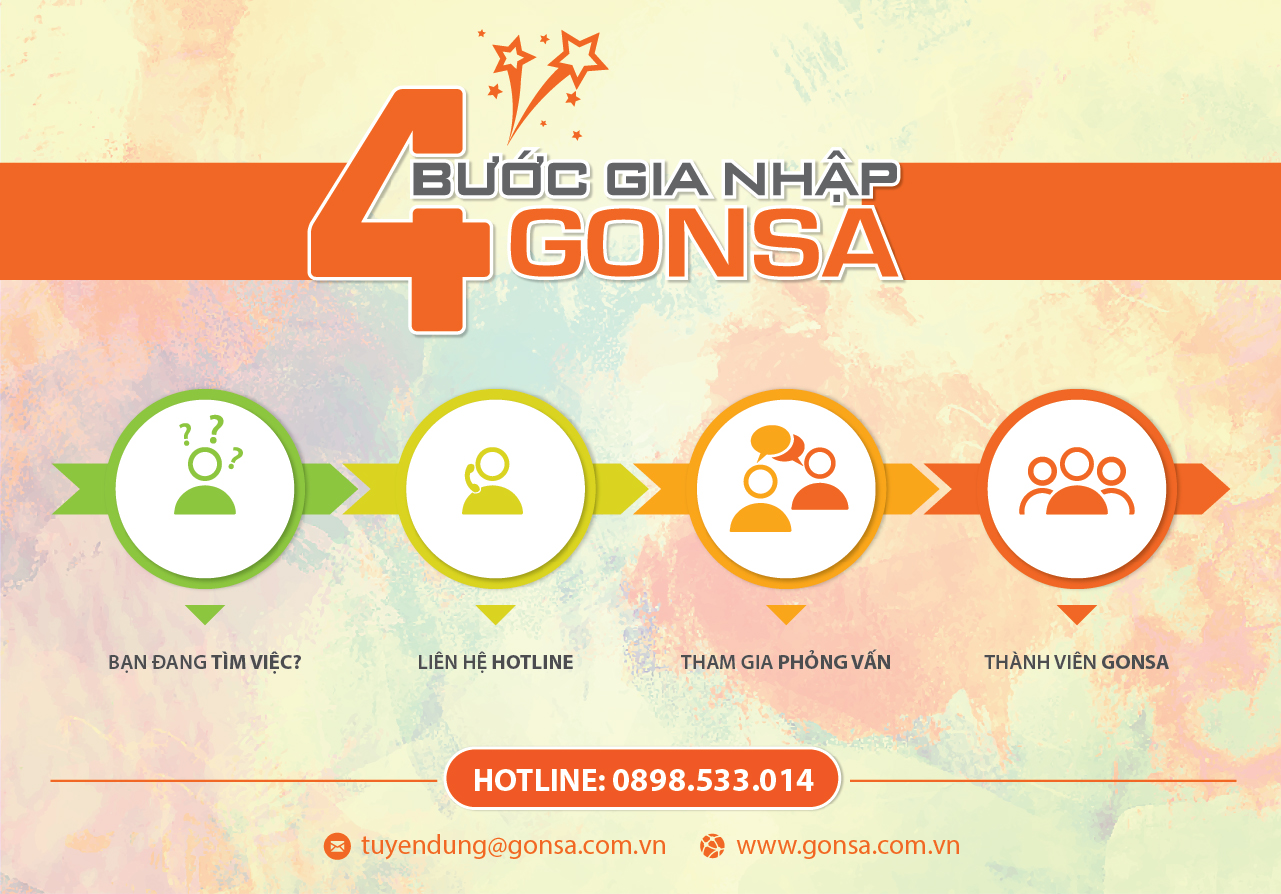 4 BƯỚC GIA NHẬP
GONSA
? ? ?
BẠN ĐANG TÌM VIỆC?
LIÊN HỆ HOTLINE
THAM GIA PHỎNG VẤN
THÀNH VIÊN GONSA
HOTLINE: 0898.533.014
tuyendung@gonsa.com.vn
www.gonsa.com.vn